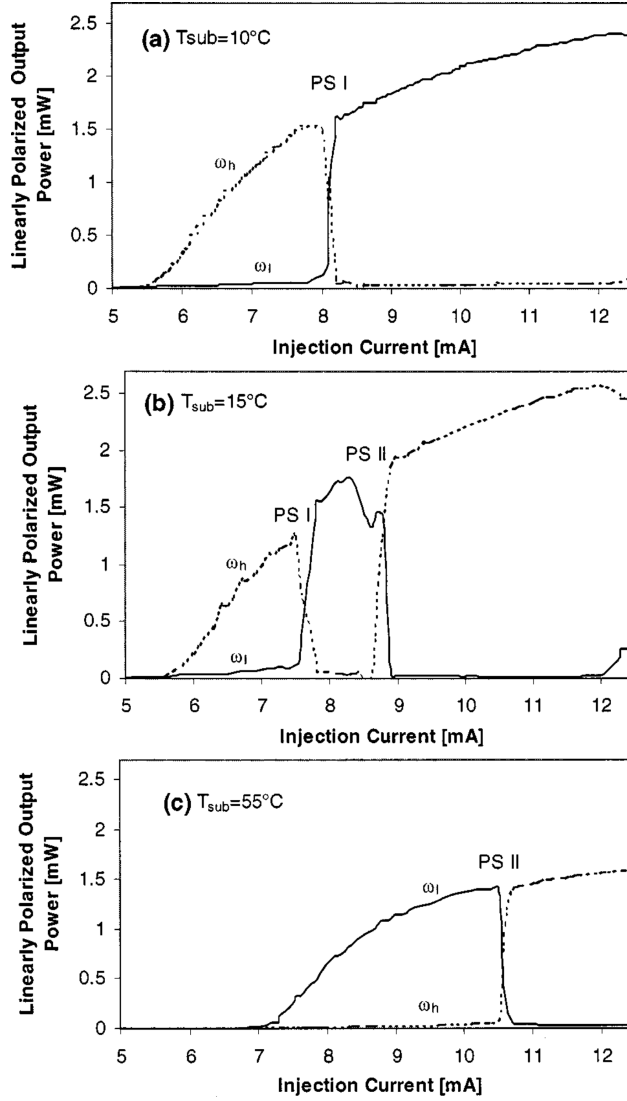 (a) Tsub=10°C
PS I
ωh
ωl
Linearly Polarized Output
Power [mW]
2.5
2
1.5
1
0.5
0
5 6 7 8 9 10 11 12
Injection Current [mA]
(b) Tsub=15°C
PS II
PS I
ωh
ωl
Linearly Polarized Output
Power [mW]
2.5
2
1.5
1
0.5
0
5 6 7 8 9 10 11 12
Injection Current [mA]
(c) Tsub=55°C
PS II
ωl
ωh
Linearly Polarized Output
Power [mW]
2.5
2
1.5
1
0.5
0
5 6 7 8 9 10 11 12
Injection Current [mA]